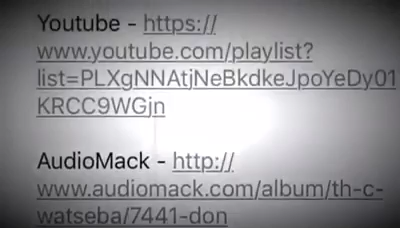 Youtube - https://
www.youtube.com/playlist?
list=PLXgNNAtjNeBkdkeJpoYeDy01
KRCC9WGjn
AudioMack - http://
www.audiomack.com/album/th-c-
watseba/7441-don